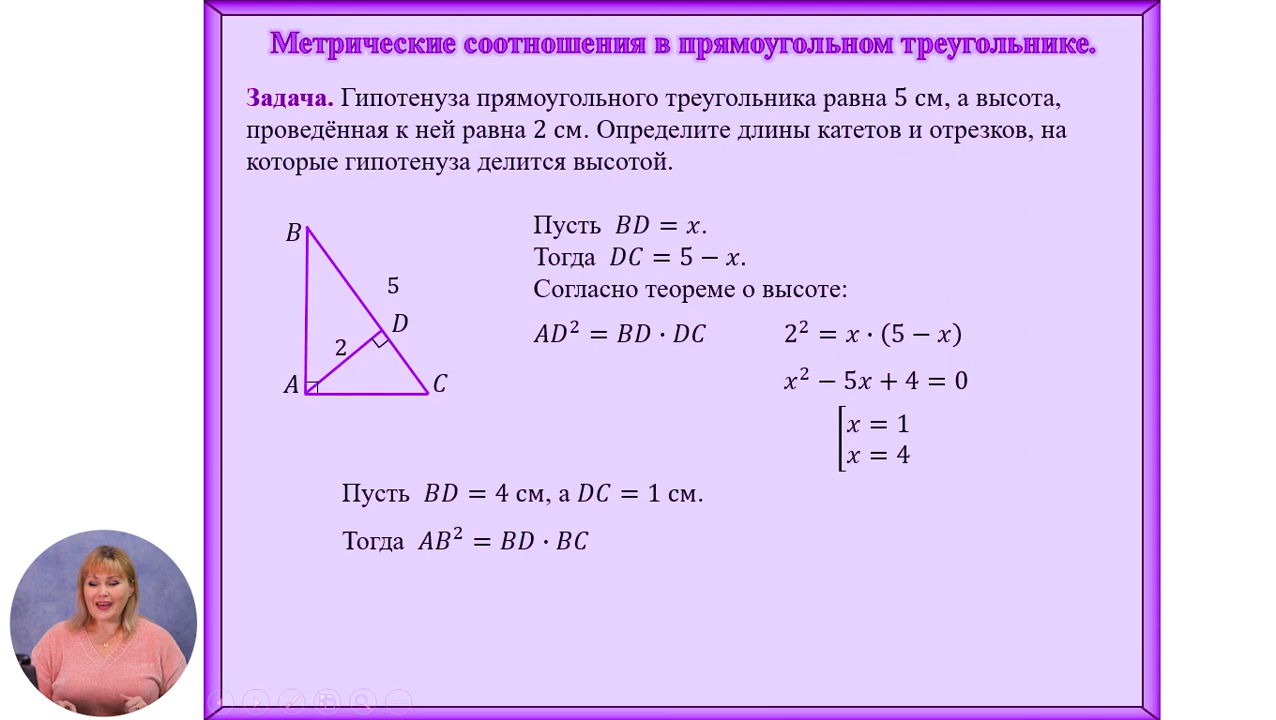 Метрические соотношения в прямоугольном треугольнике.
Задача. Гипотенуза прямоугольного треугольника равна 5 см, а высота,
проведённая к ней равна 2 см. Определите длины катетов и отрезков, на
которые гипотенуза делится высотой.
B
5
D
2
A
C
Пусть BD = x.
Тогда DC = 5 − x.
Согласно теореме о высоте:
AD² = BD · DC
2² = x · (5 − x)
x² − 5x + 4 = 0
[x = 1
x = 4
Пусть BD = 4 см, а DC = 1 см.
Тогда AB² = BD · BC